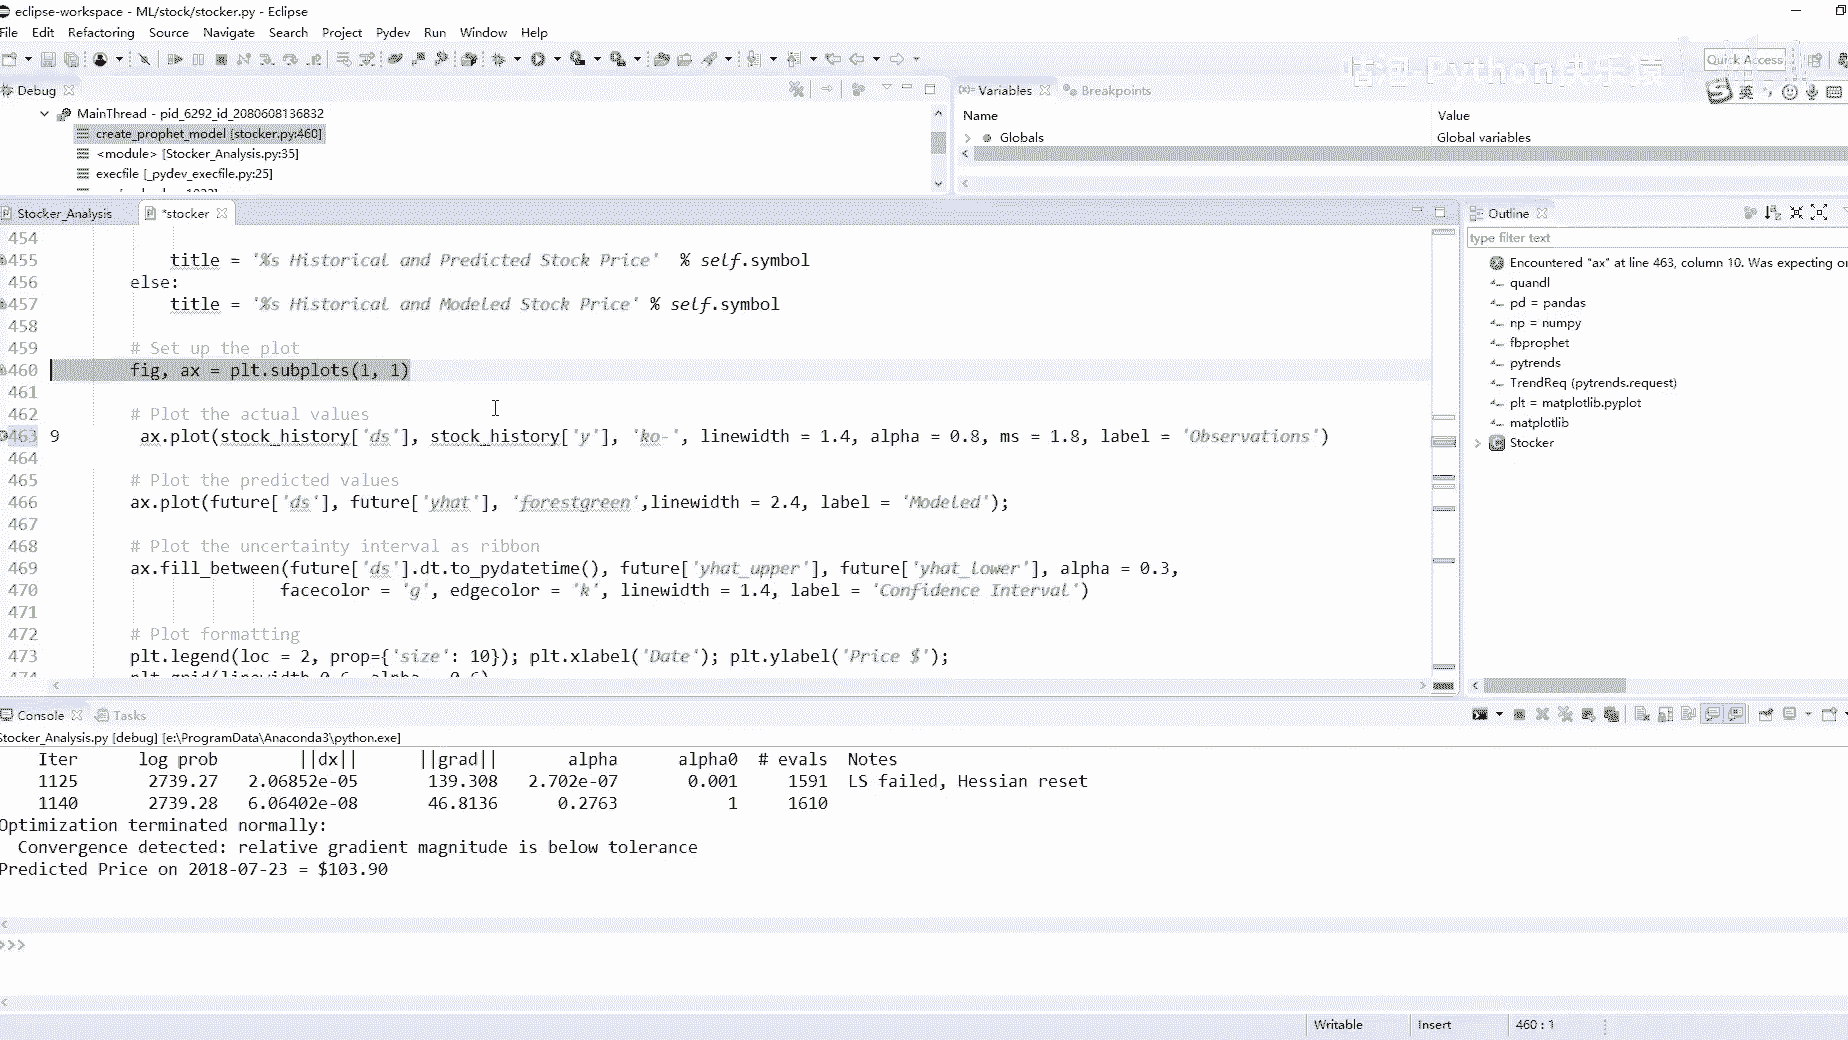 eclipse-workspace - ML/stock/stocker.py - Eclipse
File Edit Refactoring Source Navigate Search Project Pydev Run Window Help
Quick Access
Debug
Variables Breakpoints
英
MainThread - pid_6292_id_2080608136832
create_prophet_model [stocker.py:460]
<module> [Stocker_Analysis.py:35]
execfile [_pydev_execfile.py:25]
Name Value
Globals Global variables
Stocker_Analysis *stocker
454
455 title = '%s Historical and Predicted Stock Price'  % self.symbol
456 else:
457 title = '%s Historical and Modeled Stock Price' % self.symbol
458
459 # Set up the plot
460 fig, ax = plt.subplots(1, 1)
461
462 # Plot the actual values
463 9 ax.plot(stock_history['ds'], stock_history['y'], 'ko-', linewidth = 1.4, alpha = 0.8, ms = 1.8, label = 'Observations')
464
465 # Plot the predicted values
466 ax.plot(future['ds'], future['yhat'], 'forestgreen',linewidth = 2.4, label = 'Modeled');
467
468 # Plot the uncertainty interval as ribbon
469 ax.fill_between(future['ds'].dt.to_pydatetime(), future['yhat_upper'], future['yhat_lower'], alpha = 0.3,
470 facecolor = 'g', edgecolor = 'k', linewidth = 1.4, label = 'Confidence Interval')
471
472 # Plot formatting
473 plt.legend(loc = 2, prop={'size': 10}); plt.xlabel('Date'); plt.ylabel('Price $');
Outline
type filter text
Encountered "ax" at line 463, column 10. Was expecting
quandl
pd = pandas
np = numpy
fbprophet
pytrends
TrendReq (pytrends.request)
plt = matplotlib.pyplot
matplotlib
Stocker
Console Tasks
Stocker_Analysis.py [debug] [e:\ProgramData\Anaconda3\python.exe]
Iter log prob ||dx|| ||grad|| alpha alpha0 # evals Notes
1125 2739.27 2.06852e-05 139.308 2.702e-07 0.001 1591 LS failed, Hessian reset
1140 2739.28 6.06402e-08 46.8136 0.2763 1 1610
Optimization terminated normally:
Convergence detected: relative gradient magnitude is below tolerance
Predicted Price on 2018-07-23 = $103.90
>>>
Writable Insert 460 : 1